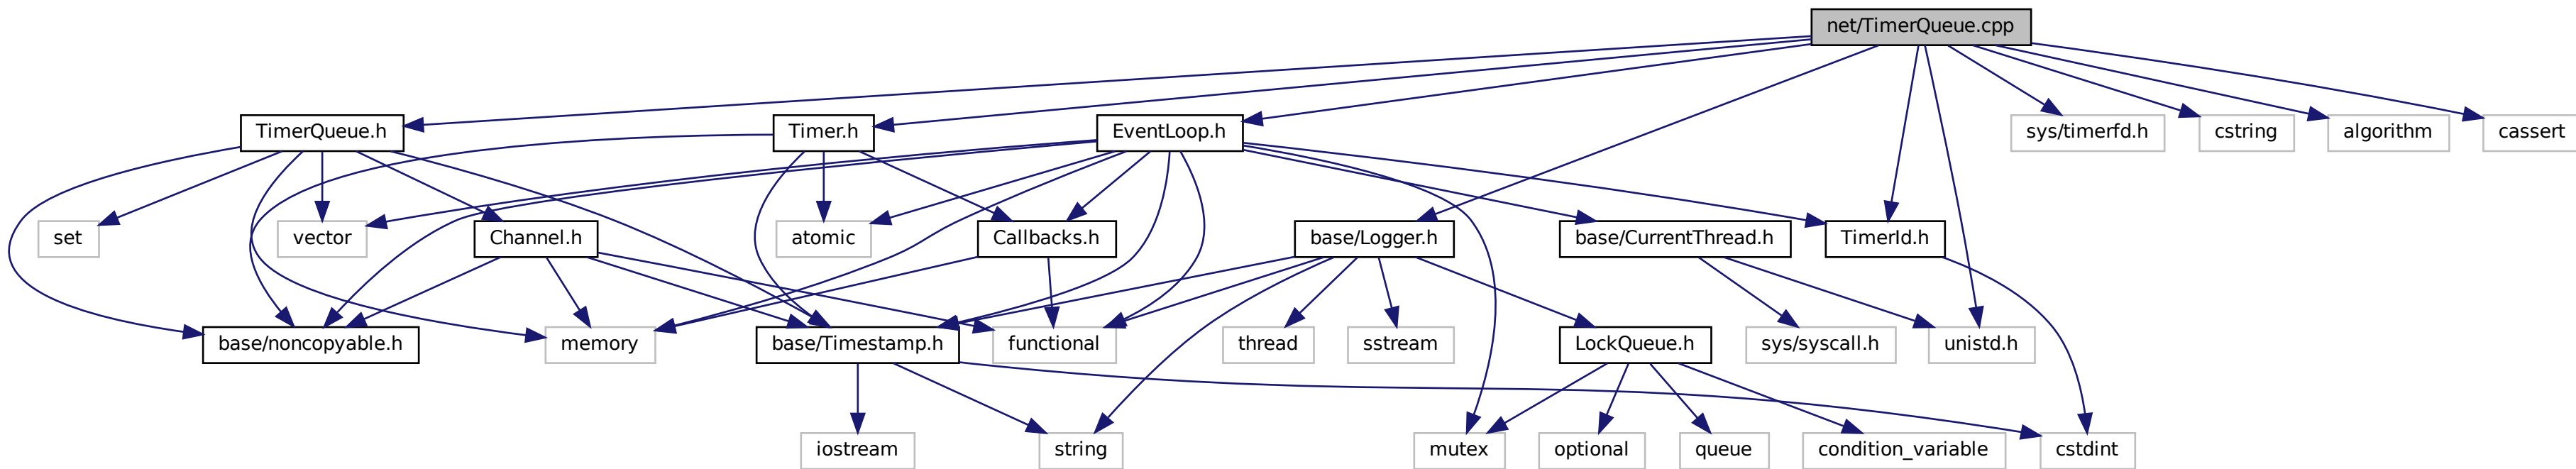 net/TimerQueue.cpp
TimerQueue.h
Timer.h
EventLoop.h
sys/timerfd.h
cstring
algorithm
cassert
set
vector
Channel.h
atomic
Callbacks.h
base/Logger.h
base/CurrentThread.h
TimerId.h
base/noncopyable.h
memory
base/Timestamp.h
functional
thread
sstream
LockQueue.h
sys/syscall.h
unistd.h
iostream
string
mutex
optional
queue
condition_variable
cstdint